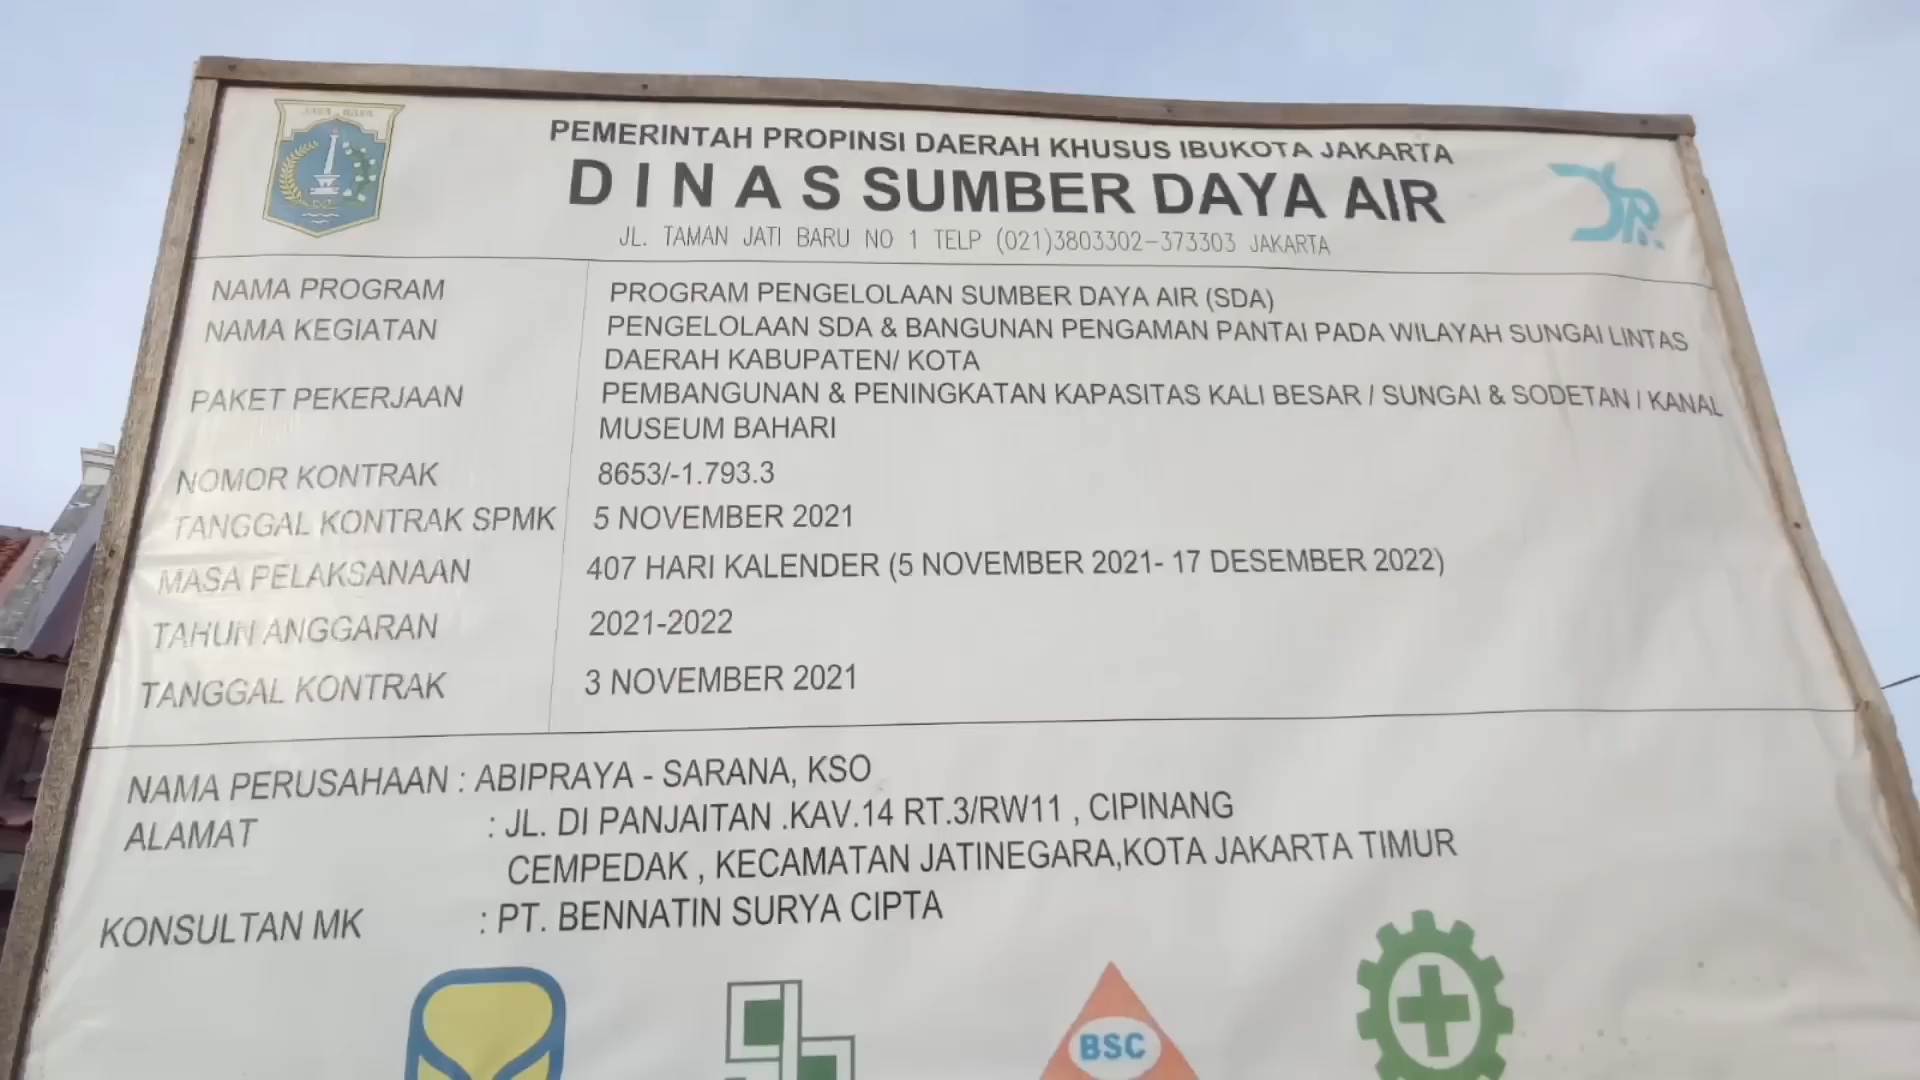 JAYA RAYA
PEMERINTAH PROPINSI DAERAH KHUSUS IBUKOTA JAKARTA
DINAS SUMBER DAYA AIR
JL. TAMAN JATI BARU NO 1 TELP (021)3803302-373303 JAKARTA
NAMA PROGRAM PROGRAM PENGELOLAAN SUMBER DAYA AIR (SDA)
NAMA KEGIATAN PENGELOLAAN SDA & BANGUNAN PENGAMAN PANTAI PADA WILAYAH SUNGAI LINTAS
DAERAH KABUPATEN/ KOTA
PAKET PEKERJAAN PEMBANGUNAN & PENINGKATAN KAPASITAS KALI BESAR / SUNGAI & SODETAN / KANAL
MUSEUM BAHARI
NOMOR KONTRAK 8653/-1.793.3
TANGGAL KONTRAK SPMK 5 NOVEMBER 2021
MASA PELAKSANAAN 407 HARI KALENDER (5 NOVEMBER 2021- 17 DESEMBER 2022)
TAHUN ANGGARAN 2021-2022
TANGGAL KONTRAK 3 NOVEMBER 2021
NAMA PERUSAHAAN : ABIPRAYA - SARANA, KSO
ALAMAT : JL. DI PANJAITAN .KAV.14 RT.3/RW11 , CIPINANG
CEMPEDAK , KECAMATAN JATINEGARA,KOTA JAKARTA TIMUR
KONSULTAN MK : PT. BENNATIN SURYA CIPTA
BSC